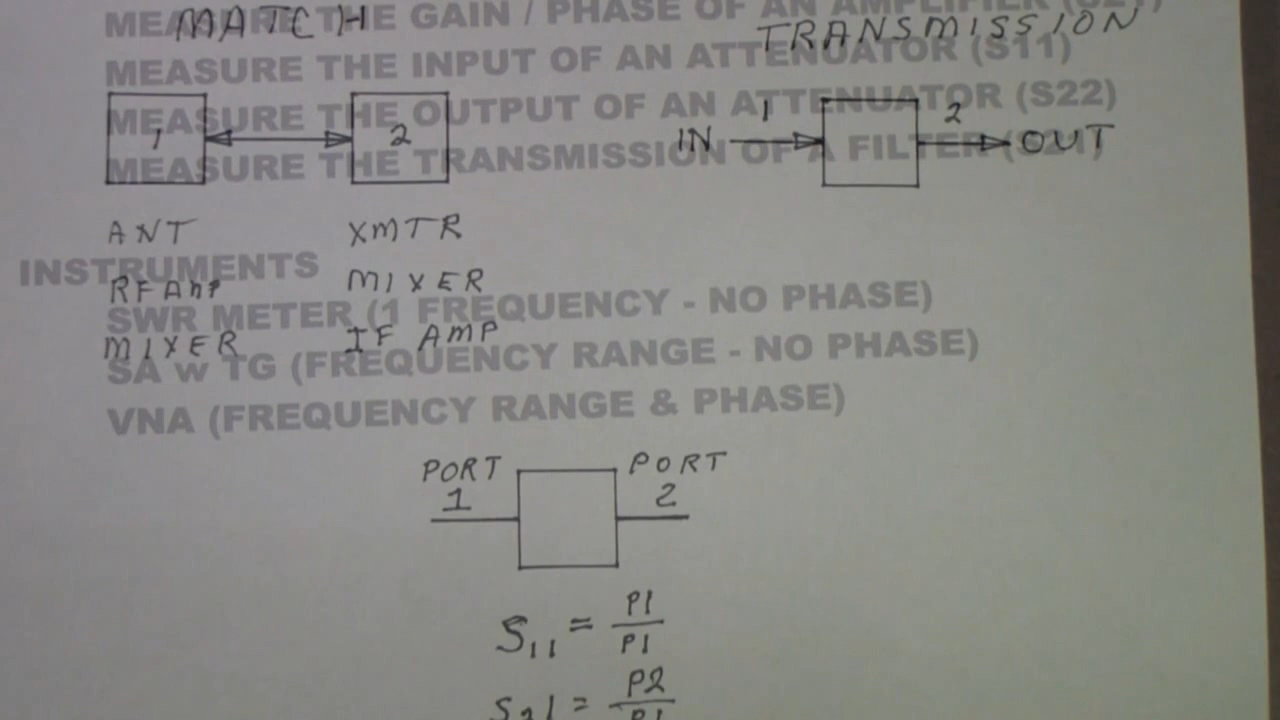 MEASURE THE GAIN / PHASE OF AN AMPLIFIER (S21)
MATCH
TRANSMISSION
MEASURE THE INPUT OF AN ATTENUATOR (S11)
MEASURE THE OUTPUT OF AN ATTENUATOR (S22)
1 2
IN 1 2 OUT
MEASURE THE TRANSMISSION OF A FILTER (S21)
ANT XMTR
INSTRUMENTS
RF AMP MIXER
SWR METER (1 FREQUENCY - NO PHASE)
MIXER IF AMP
SA w TG (FREQUENCY RANGE - NO PHASE)
VNA (FREQUENCY RANGE & PHASE)
PORT PORT
1 2
S11 = P1
P1
S21 = P2
P1